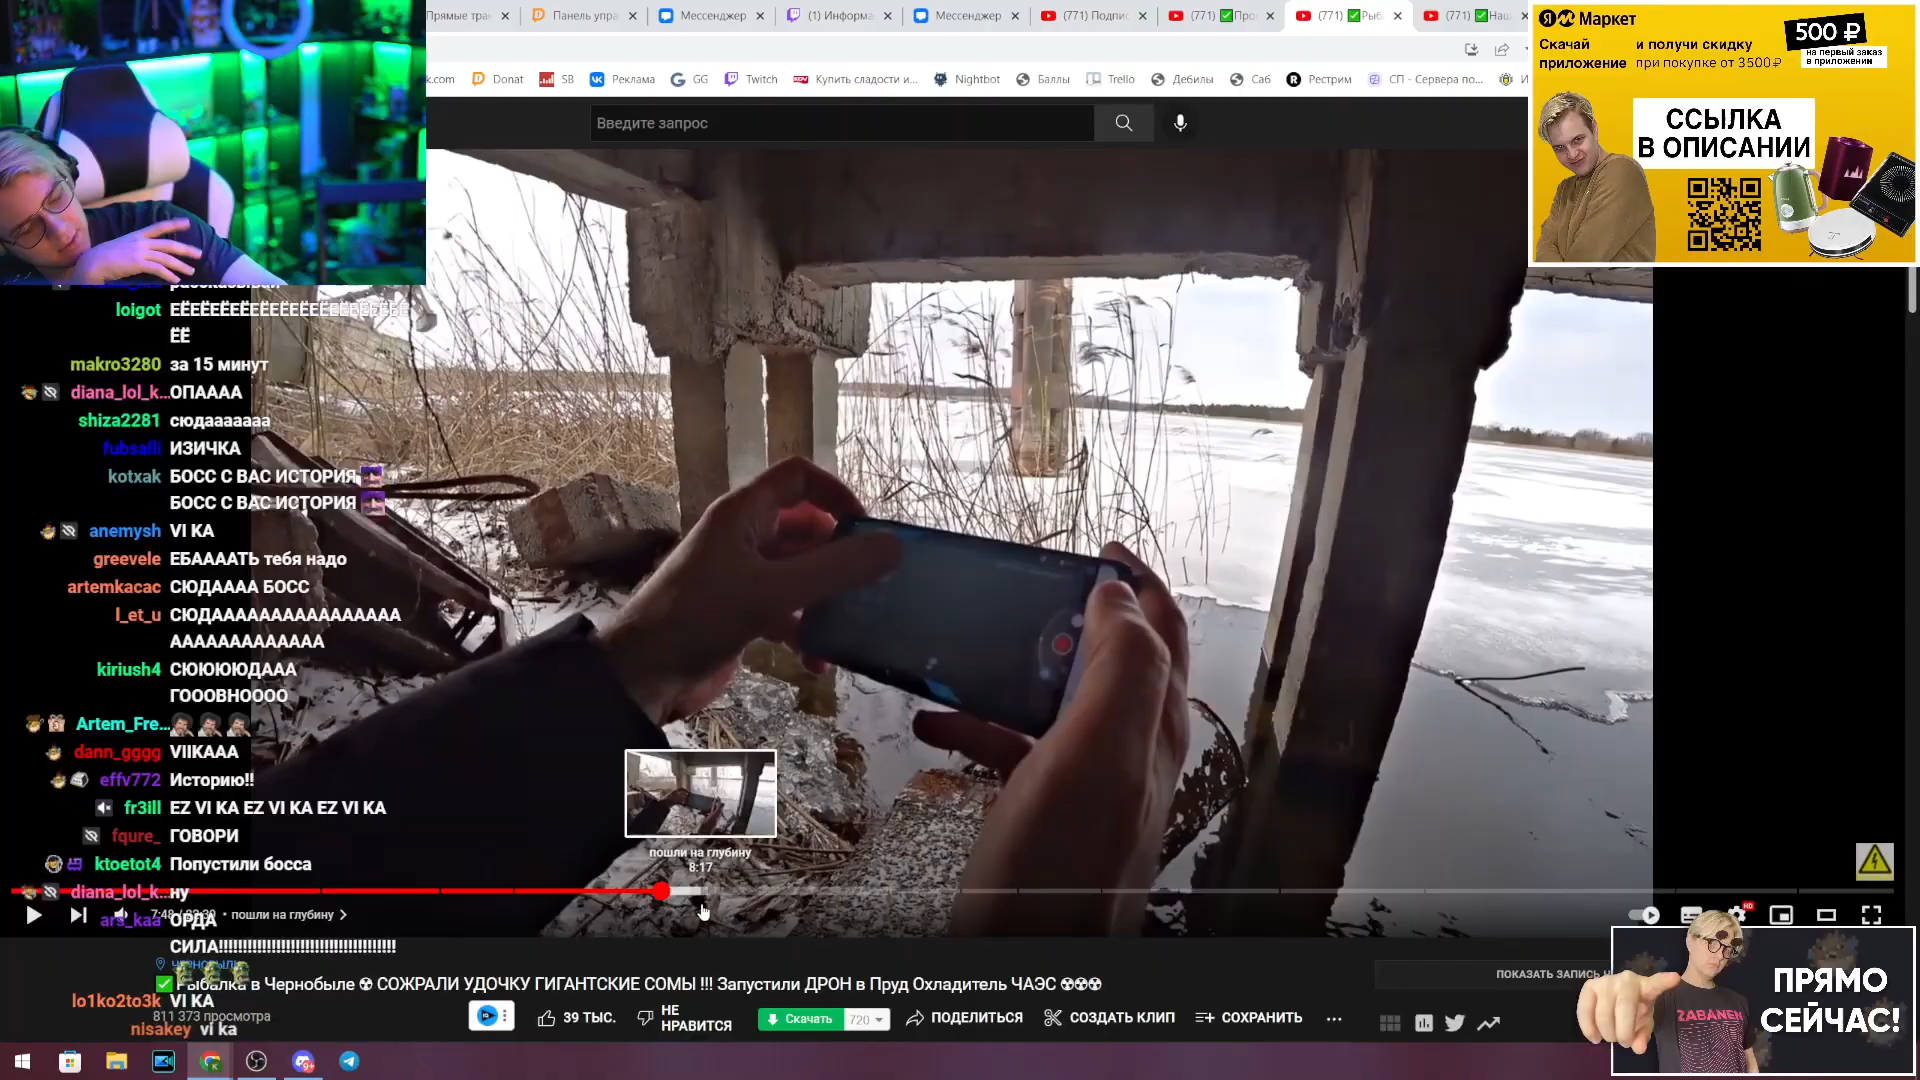 Прямые тран
Панель упра
Мессенджер
(1) Информа
Мессенджер
(771) Подпис
(771) ✅Про
(771) ✅Рыб
(771) ✅Наш
k.com
Donat
SB
Реклама
GG
Twitch
Купить сладости и...
Nightbot
Баллы
Trello
Дебилы
Саб
Рестрим
СП - Сервера по...
Введите запрос
Маркет
Скачай
приложение
и получи скидку
при покупке от 3500₽
500 ₽
на первый заказ
в приложении
ССЫЛКА
В ОПИСАНИИ
loigot ЕЁЕЁЕЁЕЁЕЁЕЁЕЁЕЁЕЁЕЁЕЁЕЁ
ЁЁ
makro3280 за 15 минут
diana_lol_k... ОПАААА
shiza2281 сюдааааааа
fubsalli ИЗИЧКА
kotxak БОСС С ВАС ИСТОРИЯ
БОСС С ВАС ИСТОРИЯ
anemysh VI KA
greevele ЕБААААТЬ тебя надо
artemkacac СЮДАААА БОСС
l_et_u СЮДАААААААААААААААА
ААААААААААААА
kiriush4 СЮЮЮЮДААА
ГОООВНОООО
Artem_Fre...
dann_gggg VIIKAAA
effv772 Историю!!
fr3ill EZ VI KA EZ VI KA EZ VI KA
fqure_ ГОВОРИ
ktoetot4 Попустили босса
diana_lol_k... ну
ars_kaa ОРДА
СИЛА!!!!!!!!!!!!!!!!!!!!!!!!!!!!!!!!!!!!
lo1ko2to3k VI KA
nisakey vi ka
пошли на глубину
8:17
• пошли на глубину
HD
✅ Рыбалка в Чернобыле ☢ СОЖРАЛИ УДОЧКУ ГИГАНТСКИЕ СОМЫ !!! Запустили ДРОН в Пруд Охладитель ЧАЭС ☢☢☢
811 373 просмотра
39 ТЫС.
НЕ
НРАВИТСЯ
Скачать
720
ПОДЕЛИТЬСЯ
СОЗДАТЬ КЛИП
СОХРАНИТЬ
ПОКАЗАТЬ ЗАПИСЬ
ПРЯМО
СЕЙЧАС!
ZABANEN